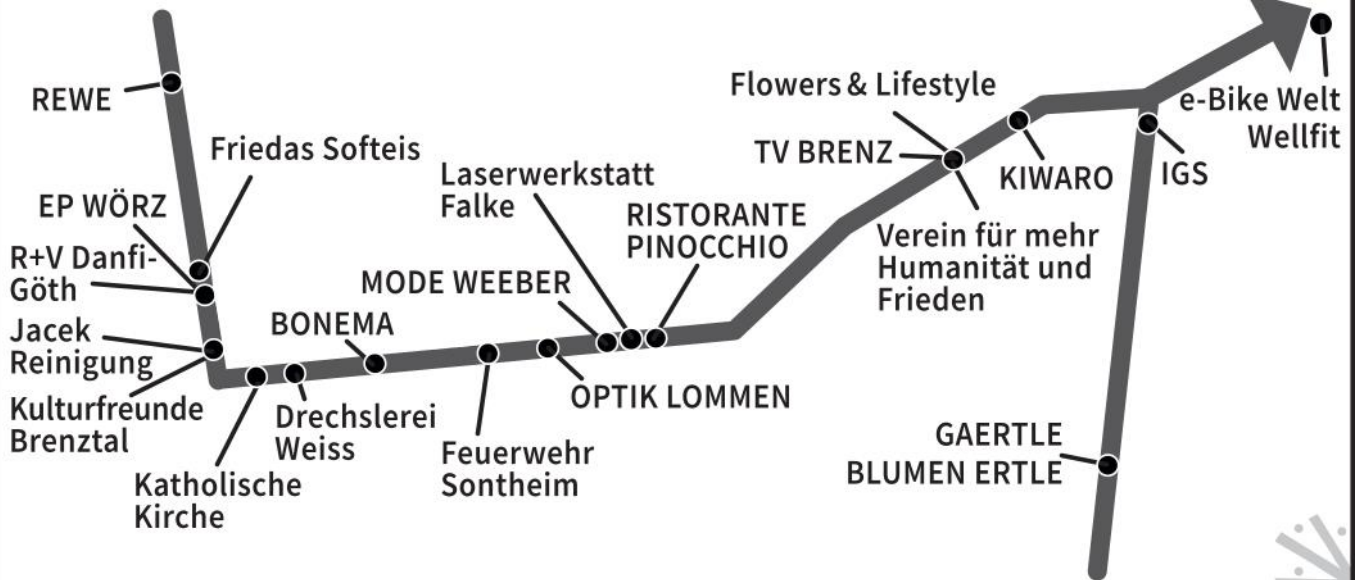 REWE
Friedas Softeis
EP WÖRZ
R+V Danfi-
Göth
Jacek
Reinigung
Kulturfreunde
Brenztal
Katholische
Kirche
Drechslerei
Weiss
BONEMA
Feuerwehr
Sontheim
OPTIK LOMMEN
MODE WEEBER
Laserwerkstatt
Falke
RISTORANTE
PINOCCHIO
Flowers & Lifestyle
TV BRENZ
Verein für mehr
Humanität und
Frieden
KIWARO
IGS
e-Bike Welt
Wellfit
GAERTLE
BLUMEN ERTLE